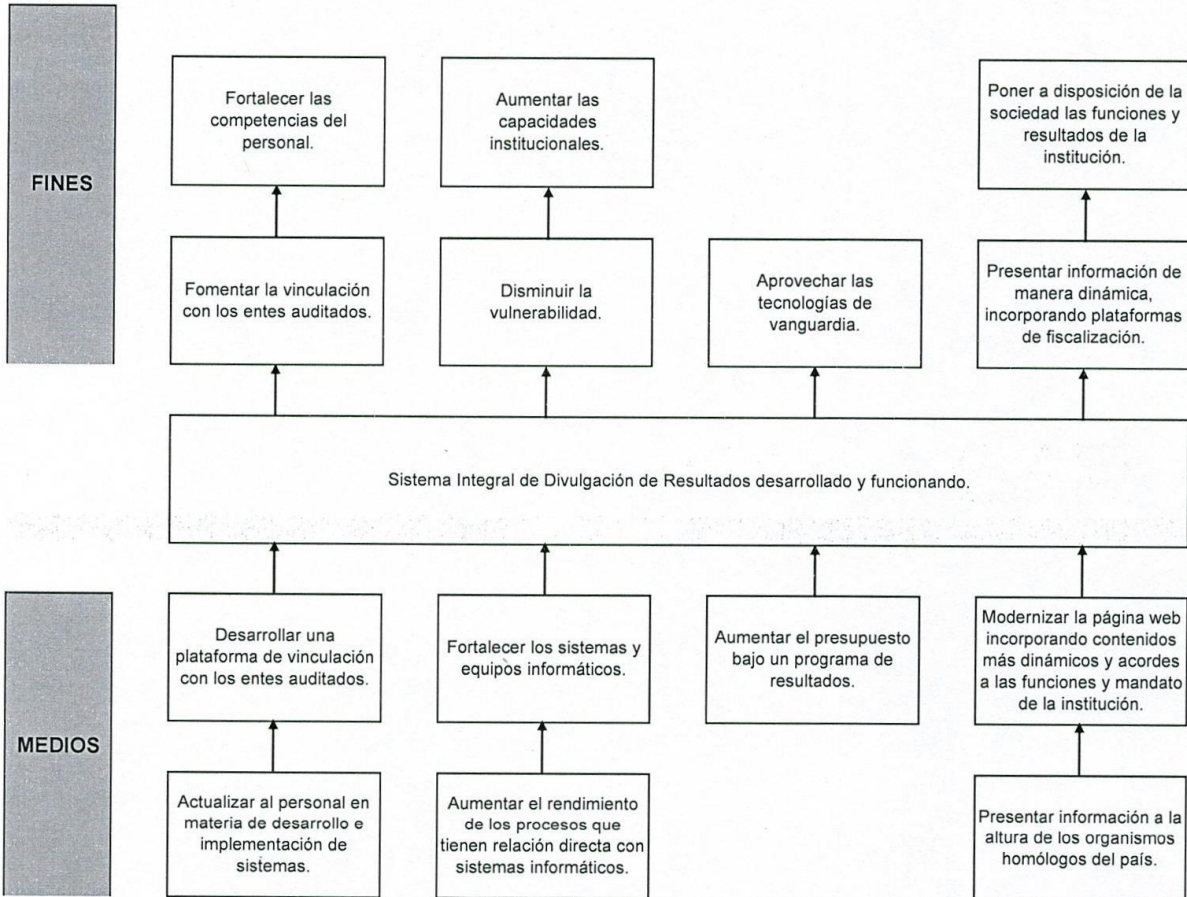 FINES
Fortalecer las
competencias del
personal.
Aumentar las
capacidades
institucionales.
Poner a disposición de la
sociedad las funciones y
resultados de la
institución.
Fomentar la vinculación
con los entes auditados.
Disminuir la
vulnerabilidad.
Aprovechar las
tecnologías de
vanguardia.
Presentar información de
manera dinámica,
incorporando plataformas
de fiscalización.
Sistema Integral de Divulgación de Resultados desarrollado y funcionando.
MEDIOS
Desarrollar una
plataforma de vinculación
con los entes auditados.
Fortalecer los sistemas y
equipos informáticos.
Aumentar el presupuesto
bajo un programa de
resultados.
Modernizar la página web
incorporando contenidos
más dinámicos y acordes
a las funciones y mandato
de la institución.
Actualizar al personal en
materia de desarrollo e
implementación de
sistemas.
Aumentar el rendimiento
de los procesos que
tienen relación directa con
sistemas informáticos.
Presentar información a la
altura de los organismos
homólogos del país.